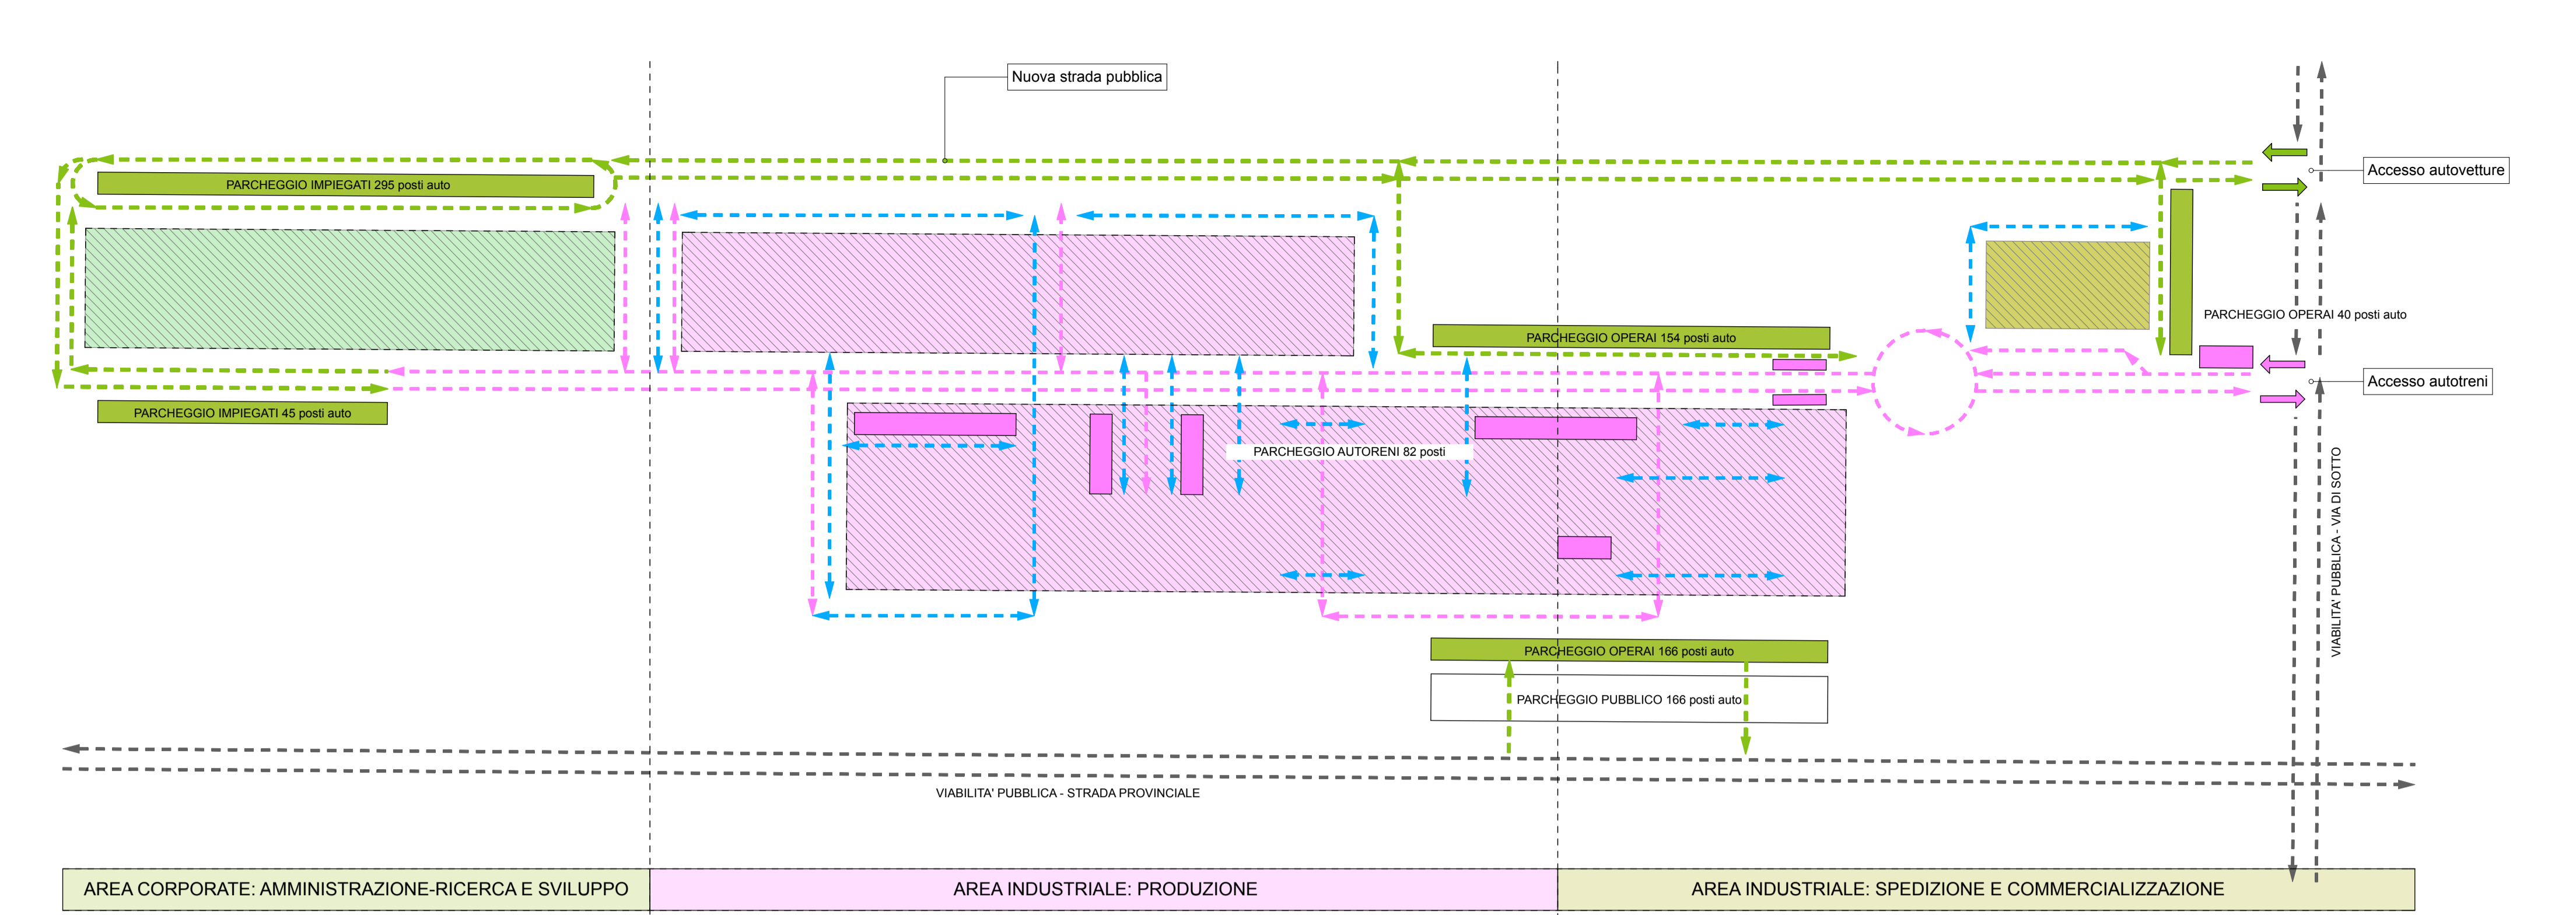 Nuova strada pubblica
Accesso autovetture
PARCHEGGIO IMPIEGATI 295 posti auto
PARCHEGGIO OPERAI 40 posti auto
PARCHEGGIO OPERAI 154 posti auto
Accesso autotreni
PARCHEGGIO IMPIEGATI 45 posti auto
PARCHEGGIO AUTORENI 82 posti
VIABILITA' PUBBLICA - VIA DI SOTTO
PARCHEGGIO OPERAI 166 posti auto
PARCHEGGIO PUBBLICO 166 posti auto
VIABILITA' PUBBLICA - STRADA PROVINCIALE
AREA CORPORATE: AMMINISTRAZIONE-RICERCA E SVILUPPO
AREA INDUSTRIALE: PRODUZIONE
AREA INDUSTRIALE: SPEDIZIONE E COMMERCIALIZZAZIONE